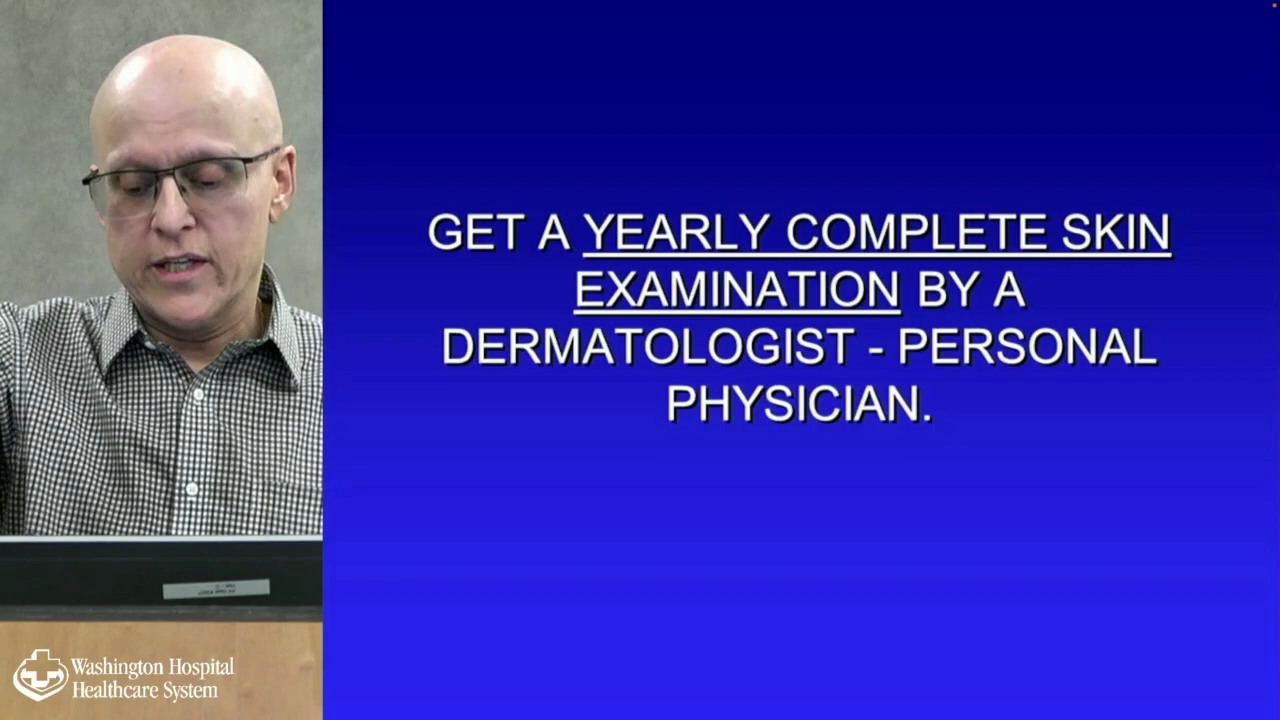 GET A YEARLY COMPLETE SKIN
EXAMINATION BY A
DERMATOLOGIST - PERSONAL
PHYSICIAN.
Washington Hospital
Healthcare System